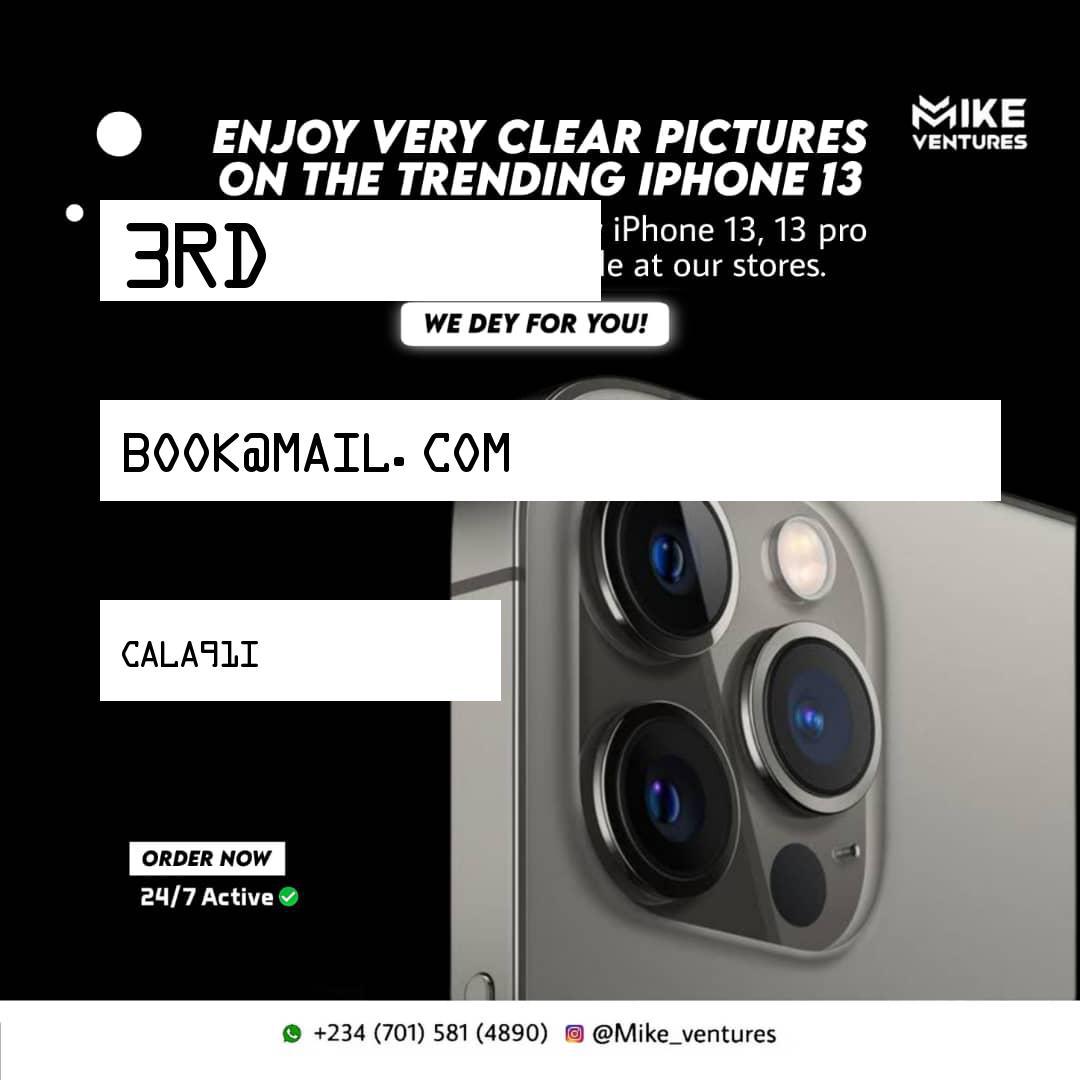 MIKE
VENTURES
ENJOY VERY CLEAR PICTURES
ON THE TRENDING IPHONE 13
3RD
iPhone 13, 13 pro
at our stores.
WE DEY FOR YOU!
BOOK@MAIL.COM
CALA91I
ORDER NOW
24/7 Active
+234 (701) 581 (4890) @Mike_ventures